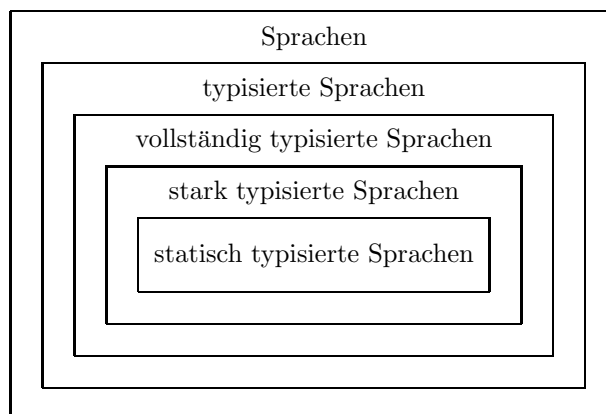 Sprachen
typisierte Sprachen
vollständig typisierte Sprachen
stark typisierte Sprachen
statisch typisierte Sprachen